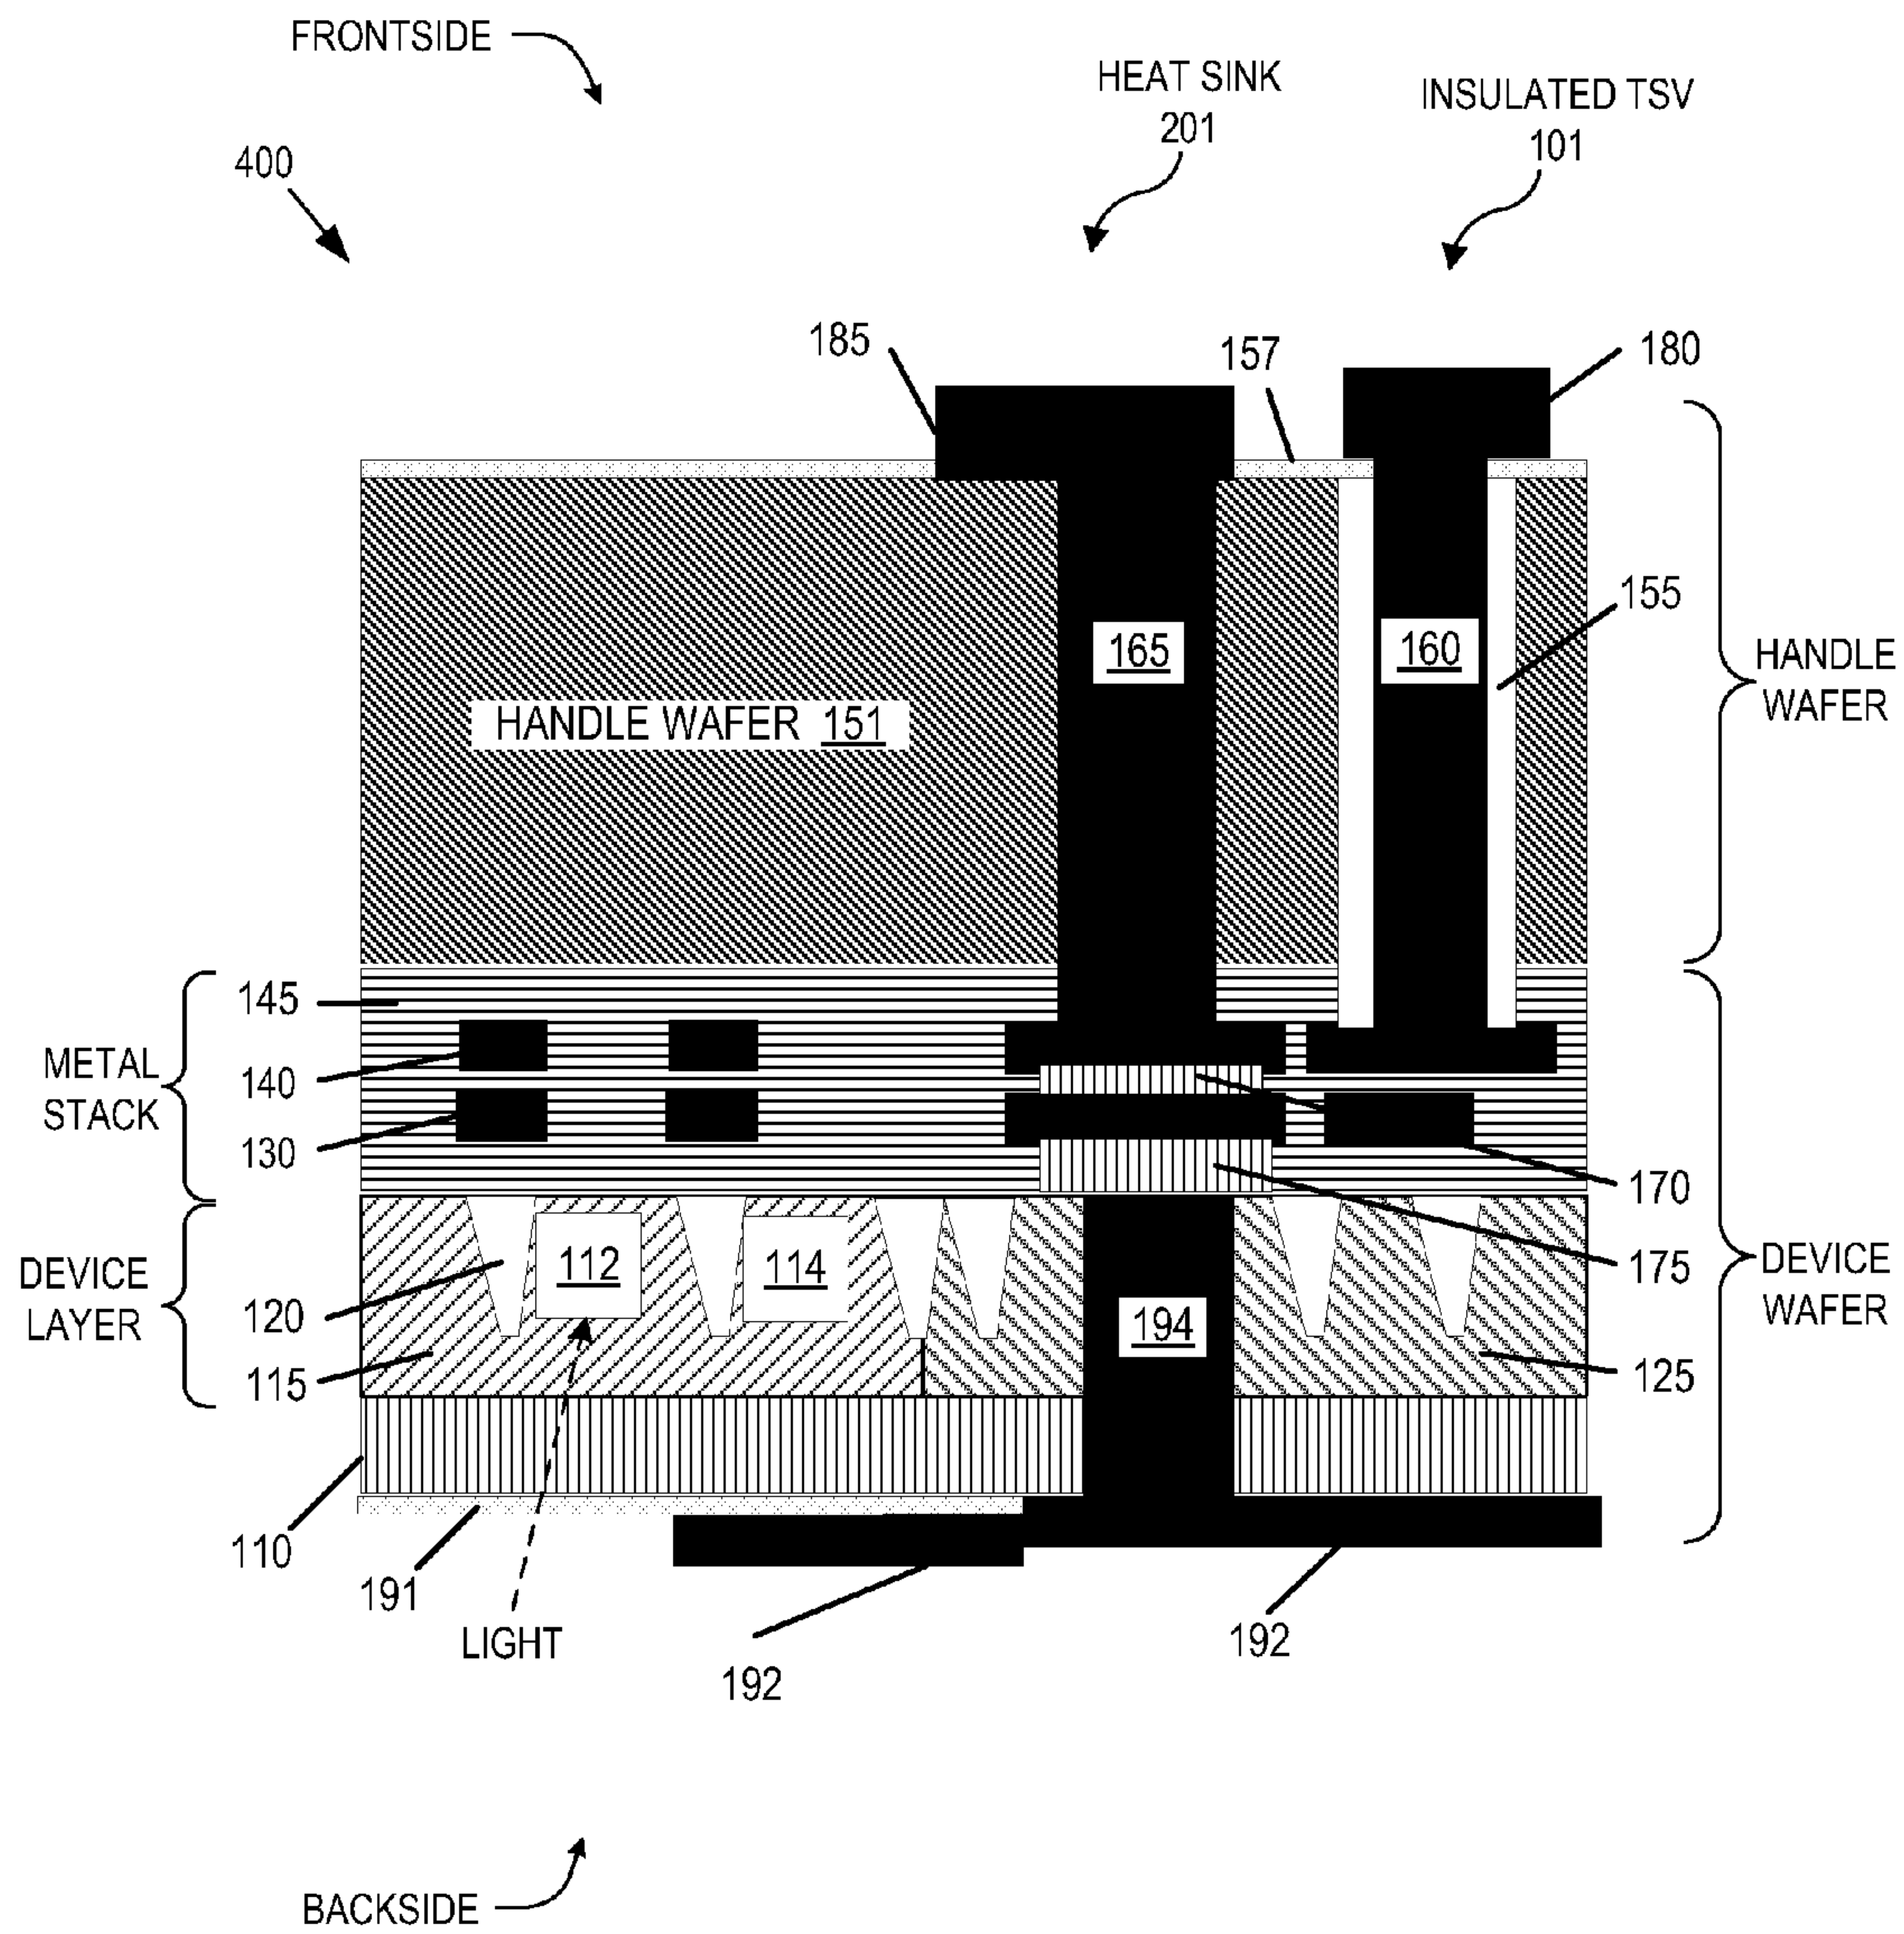 FRONTSIDE
HEAT SINK
201
INSULATED TSV
101
400
185
157
180
155
165
160
HANDLE
WAFER
HANDLE WAFER 151
145
METAL
STACK
140
130
170
175
112
114
DEVICE
LAYER
120
194
DEVICE
WAFER
115
125
110
191
LIGHT
192
192
BACKSIDE